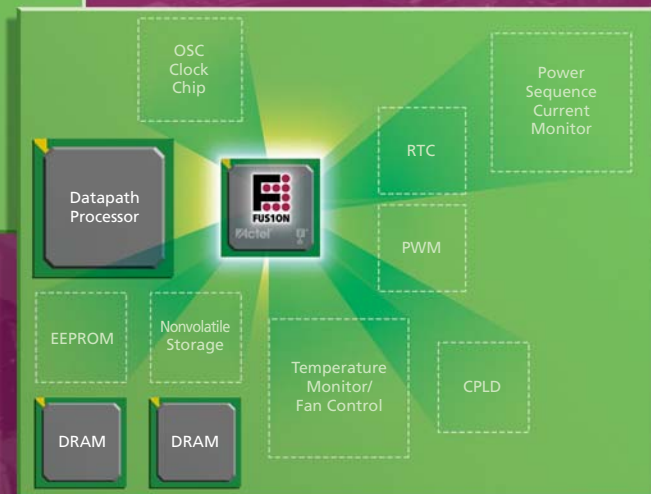 OSC
Clock
Chip
Power
Sequence
Current
Monitor
RTC
Datapath
Processor
FUSION
Actel
PWM
EEPROM
Nonvolatile
Storage
Temperature
Monitor/
Fan Control
CPLD
DRAM
DRAM